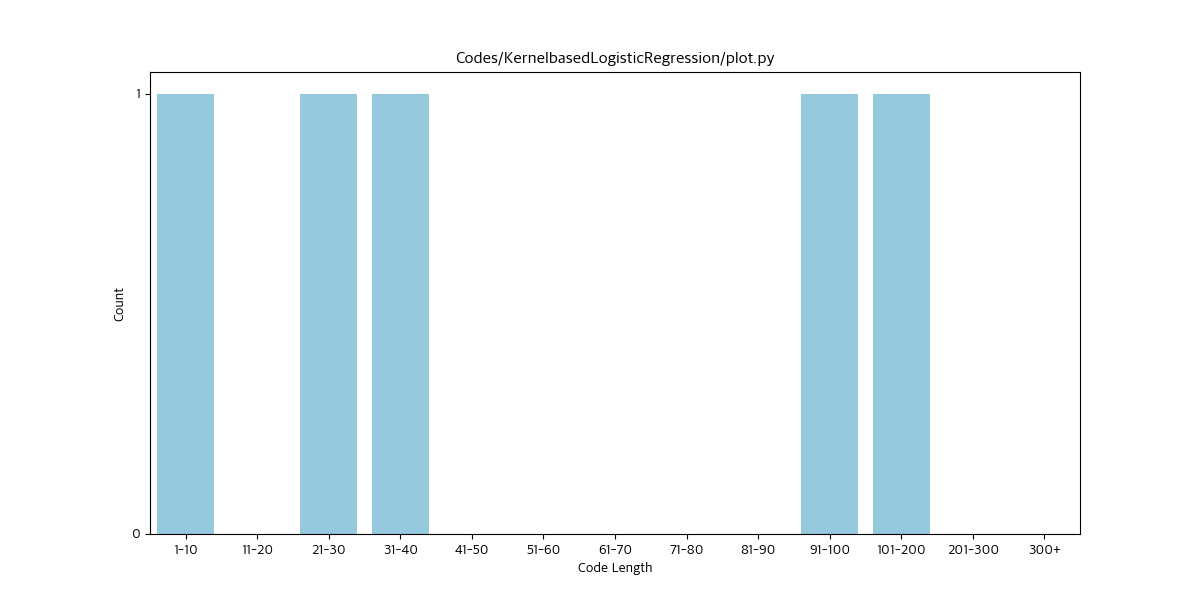 Codes/KernelbasedLogisticRegression/plot.py
1
0
Count
1-10 11-20 21-30 31-40 41-50 51-60 61-70 71-80 81-90 91-100 101-200 201-300 300+
Code Length